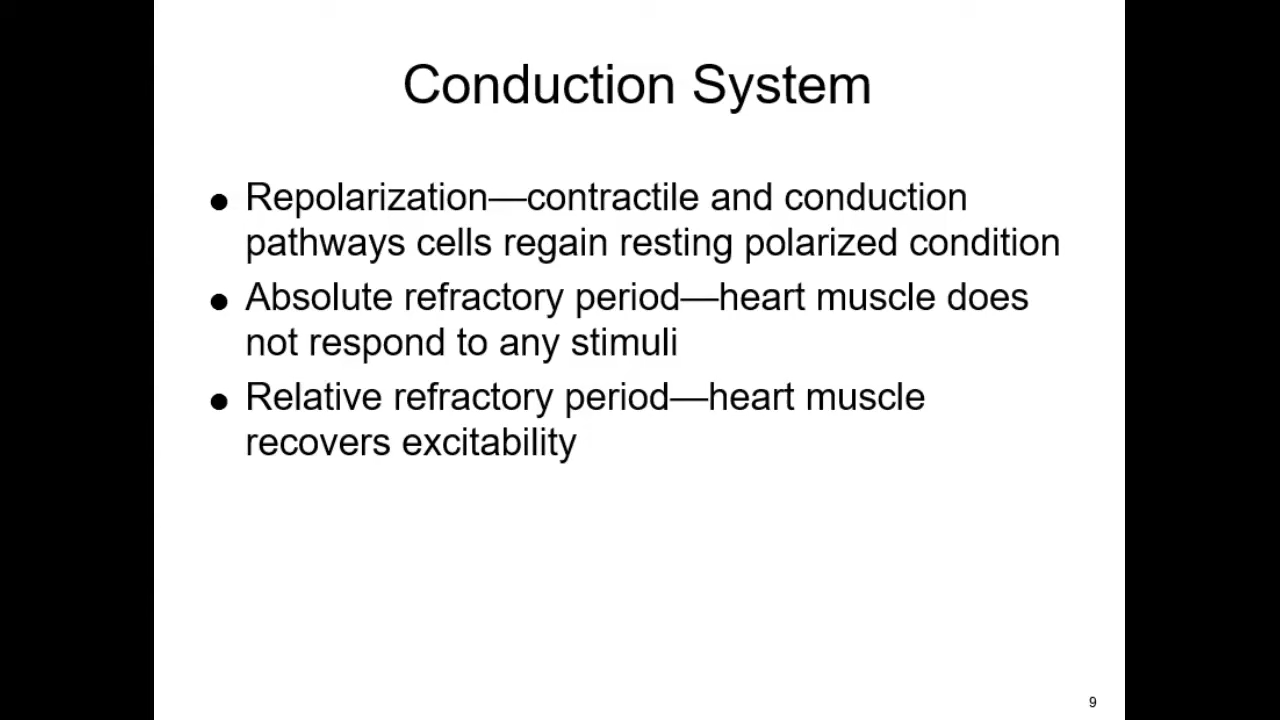 Conduction System
● Repolarization—contractile and conduction
pathways cells regain resting polarized condition
● Absolute refractory period—heart muscle does
not respond to any stimuli
● Relative refractory period—heart muscle
recovers excitability
9